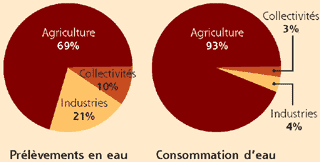 Agriculture
69%
Collectivités
10%
Industries
21%
Prélèvements en eau
Agriculture
93%
Collectivités
3%
Industries
4%
Consommation d'eau